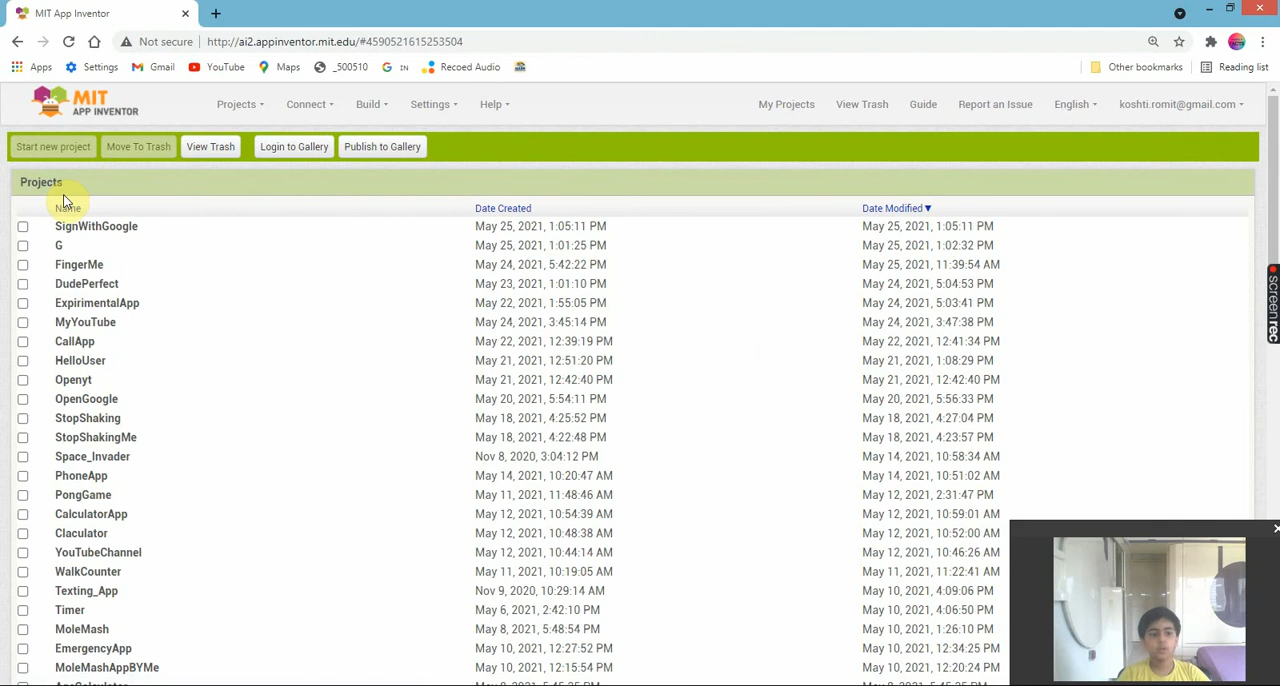 MIT App Inventor
Not secure http://ai2.appinventor.mit.edu/#4590521615253504
Apps Settings Gmail YouTube Maps _500510 G IN Recoed Audio Other bookmarks Reading list
MIT APP INVENTOR Projects Connect Build Settings Help My Projects View Trash Guide Report an Issue English koshti.romit@gmail.com
Start new project Move To Trash View Trash Login to Gallery Publish to Gallery
Projects
Name Date Created Date Modified▼
SignWithGoogle May 25, 2021, 1:05:11 PM May 25, 2021, 1:05:11 PM
G May 25, 2021, 1:01:25 PM May 25, 2021, 1:02:32 PM
FingerMe May 24, 2021, 5:42:22 PM May 25, 2021, 11:39:54 AM
DudePerfect May 23, 2021, 1:01:10 PM May 24, 2021, 5:04:53 PM
ExpirimentalApp May 22, 2021, 1:55:05 PM May 24, 2021, 5:03:41 PM
MyYouTube May 24, 2021, 3:45:14 PM May 24, 2021, 3:47:38 PM
CallApp May 22, 2021, 12:39:19 PM May 22, 2021, 12:41:34 PM
HelloUser May 21, 2021, 12:51:20 PM May 21, 2021, 1:08:29 PM
Openyt May 21, 2021, 12:42:40 PM May 21, 2021, 12:42:40 PM
OpenGoogle May 20, 2021, 5:54:11 PM May 20, 2021, 5:56:33 PM
StopShaking May 18, 2021, 4:25:52 PM May 18, 2021, 4:27:04 PM
StopShakingMe May 18, 2021, 4:22:48 PM May 18, 2021, 4:23:57 PM
Space_Invader Nov 8, 2020, 3:04:12 PM May 14, 2021, 10:58:34 AM
PhoneApp May 14, 2021, 10:20:47 AM May 14, 2021, 10:51:02 AM
PongGame May 11, 2021, 11:48:46 AM May 12, 2021, 2:31:47 PM
CalculatorApp May 12, 2021, 10:54:39 AM May 12, 2021, 10:59:01 AM
Claculator May 12, 2021, 10:48:38 AM May 12, 2021, 10:52:00 AM
YouTubeChannel May 12, 2021, 10:44:14 AM May 12, 2021, 10:46:26 AM
WalkCounter May 11, 2021, 10:19:05 AM May 11, 2021, 11:22:41 AM
Texting_App Nov 9, 2020, 10:29:14 AM May 10, 2021, 4:09:06 PM
Timer May 6, 2021, 2:42:10 PM May 10, 2021, 4:06:50 PM
MoleMash May 8, 2021, 5:48:54 PM May 10, 2021, 1:26:10 PM
EmergencyApp May 10, 2021, 12:27:52 PM May 10, 2021, 12:34:25 PM
MoleMashAppBYMe May 10, 2021, 12:15:54 PM May 10, 2021, 12:20:24 PM
screenrec